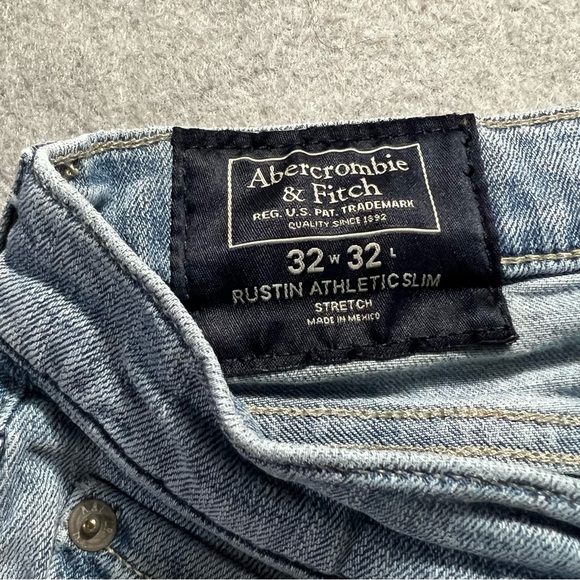 Abercrombie
& Fitch
REG. U.S. PAT. TRADEMARK
QUALITY SINCE 1892
32 W 32 L
RUSTIN ATHLETIC SLIM
STRETCH
MADE IN MEXICO